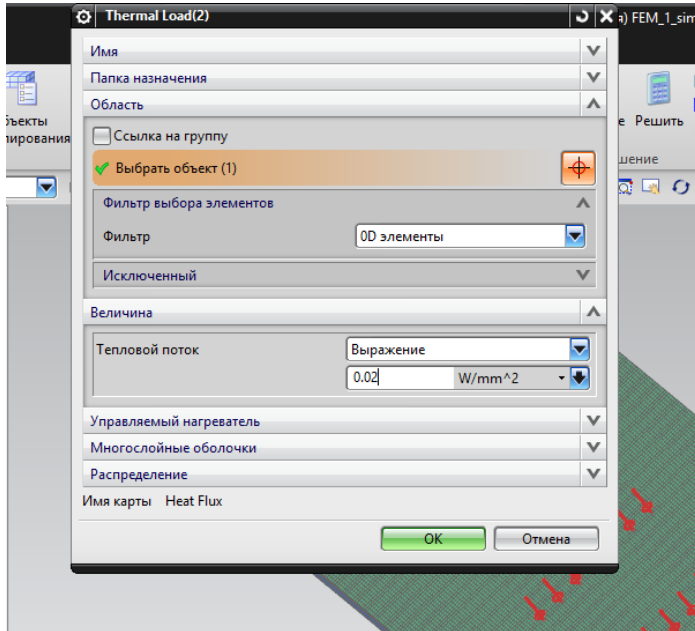 Thermal Load(2)
я) FEM_1_sim
Имя
Папка назначения
Область
ъекты
лирования
е Решить
шение
Ссылка на группу
Выбрать объект (1)
Фильтр выбора элементов
Фильтр
0D элементы
Исключенный
Величина
Тепловой поток
Выражение
0.02
W/mm^2
Управляемый нагреватель
Многослойные оболочки
Распределение
Имя карты Heat Flux
OK
Отмена